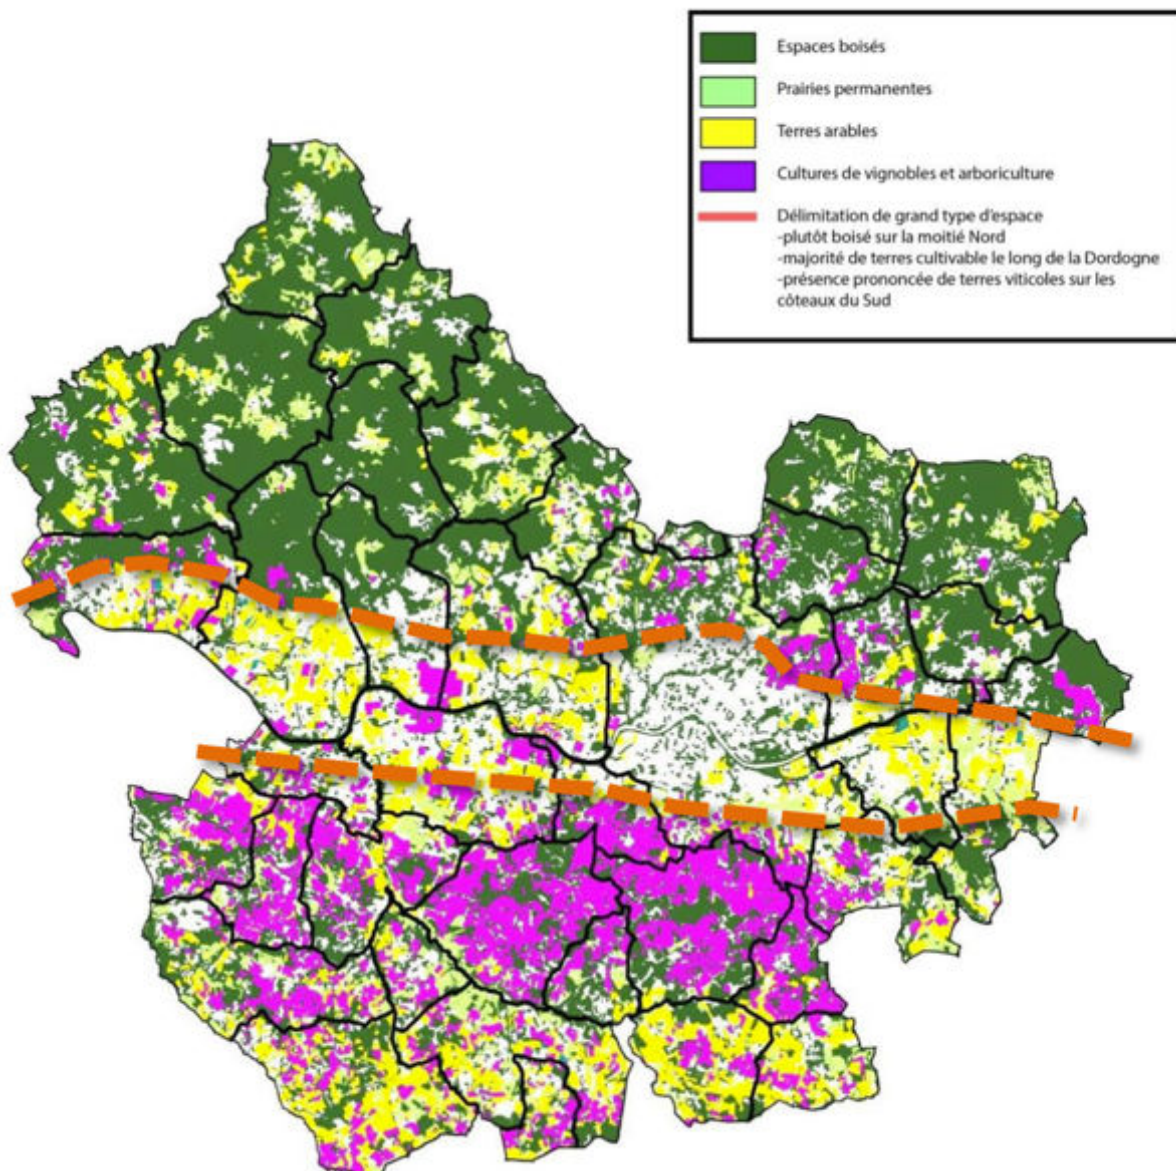 Espaces boisés
Prairies permanentes
Terres arables
Cultures de vignobles et arboriculture
Délimitation de grand type d'espace
-plutôt boisé sur la moitié Nord
-majorité de terres cultivable le long de la Dordogne
-présence prononcée de terres viticoles sur les
côteaux du Sud